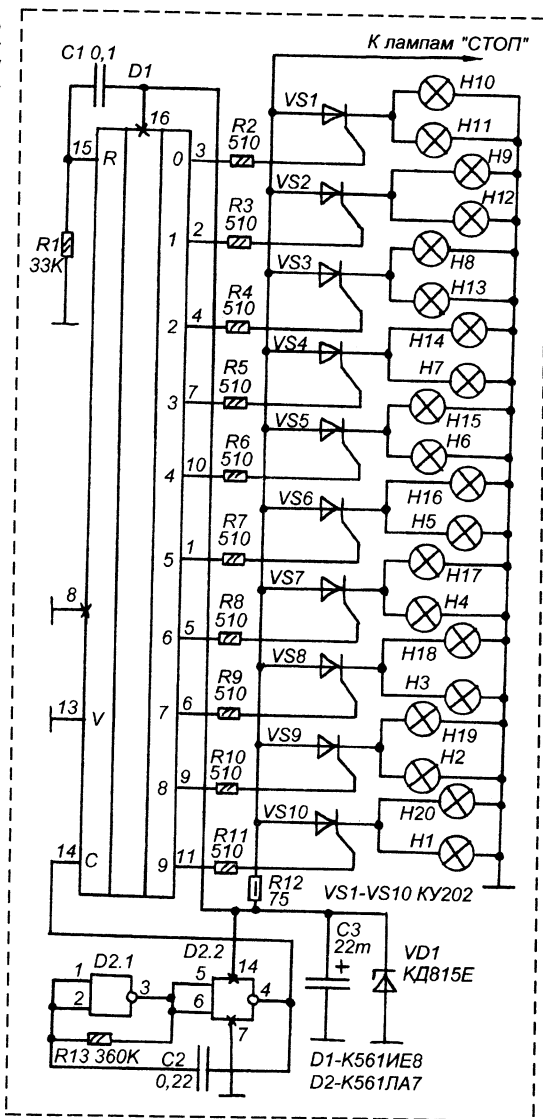 К лампам "СТОП"
C1 0,1
D1
16
15
R
R1
33K
0
3
R2
510
VS1
H10
H11
1
2
R3
510
VS2
H9
H12
2
4
R4
510
VS3
H8
H13
3
7
R5
510
VS4
H14
H7
4
10
R6
510
VS5
H15
H6
5
1
R7
510
VS6
H16
H5
8
6
5
R8
510
VS7
H17
H4
13
V
7
6
R9
510
VS8
H18
H3
8
9
R10
510
VS9
H19
H2
14
C
9
11
R11
510
VS10
H20
H1
R12
75
VS1-VS10 КУ202
D2.1
1
2
3
D2.2
5
6
14
4
7
C3
22m
+
VD1
КД815Е
R13 360K
C2
0,22
D1-К561ИЕ8
D2-К561ЛА7